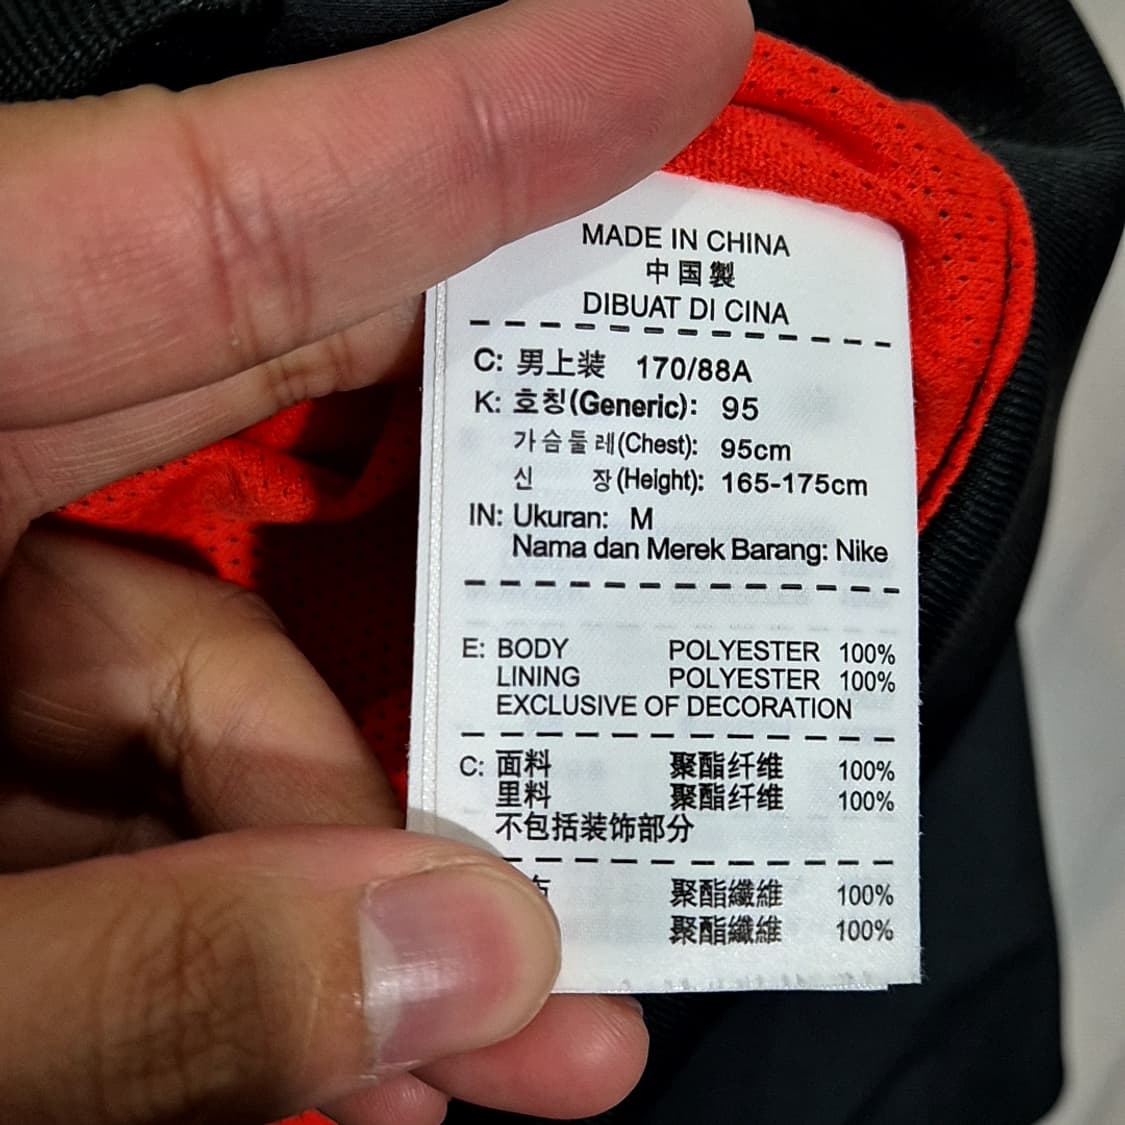 MADE IN CHINA
中国製
DIBUAT DI CINA
C: 男上装 170/88A
K: 호칭(Generic): 95
가슴둘레(Chest): 95cm
신 장(Height): 165-175cm
IN: Ukuran: M
Nama dan Merek Barang: Nike
E: BODY POLYESTER 100%
LINING POLYESTER 100%
EXCLUSIVE OF DECORATION
C: 面料 聚酯纤维 100%
里料 聚酯纤维 100%
不包括装饰部分
聚酯纖維 100%
聚酯纖維 100%